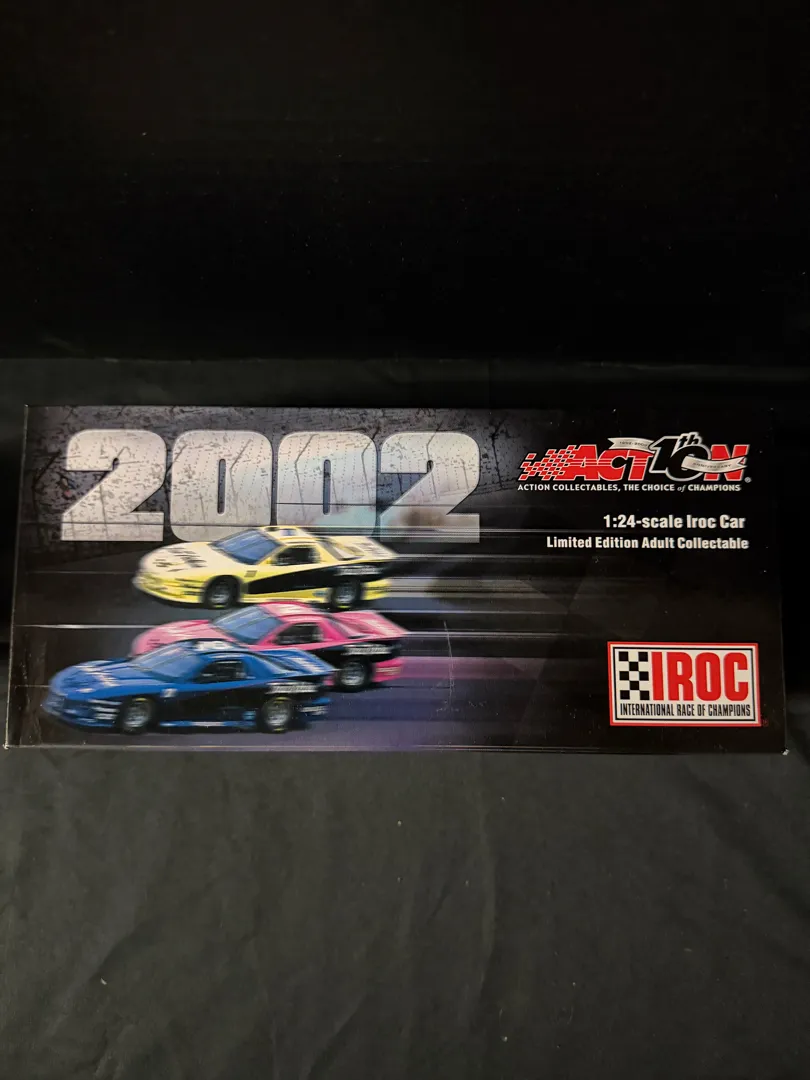 2002
ACTION
10th
ACTION COLLECTABLES, THE CHOICE of CHAMPIONS
1:24-scale Iroc Car
Limited Edition Adult Collectable
IROC
INTERNATIONAL RACE OF CHAMPIONS